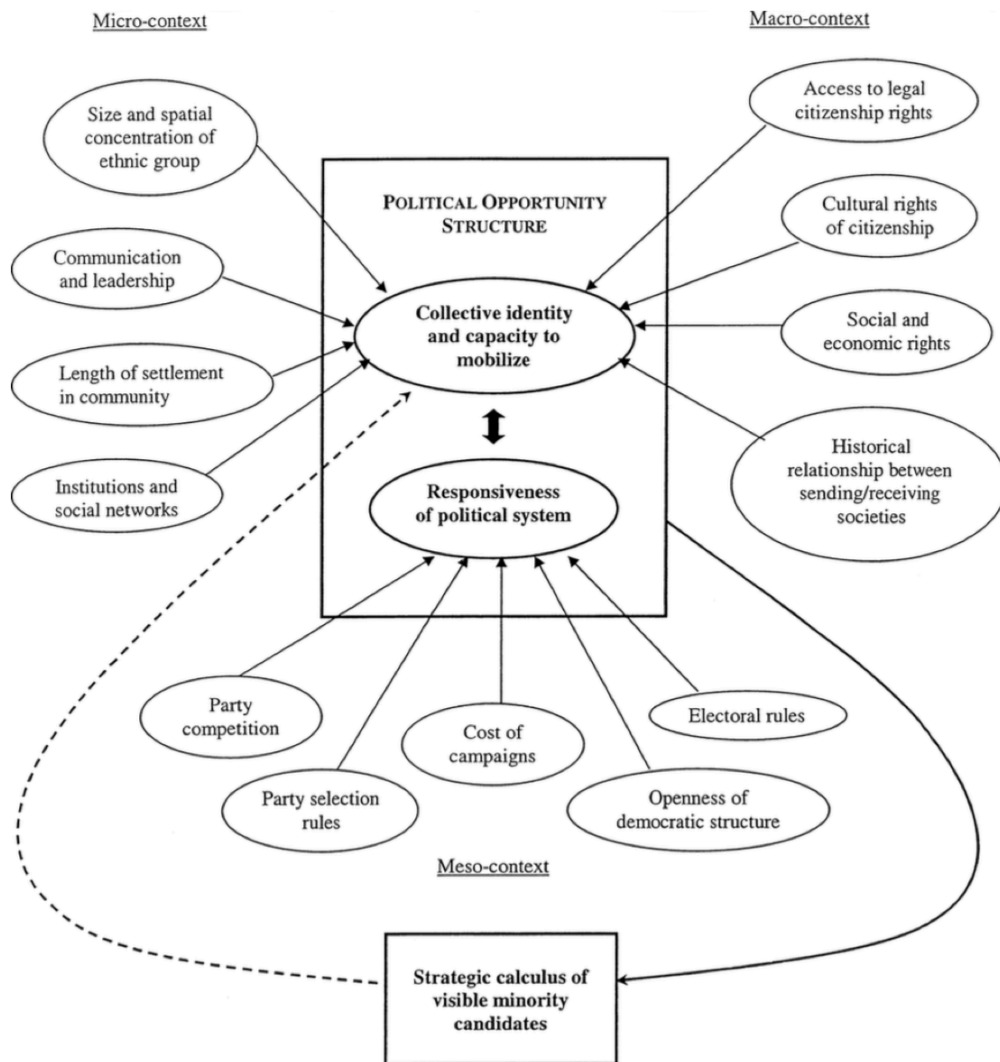 Micro-context
Macro-context
Size and spatial
concentration of
ethnic group
Communication
and leadership
Length of settlement
in community
Institutions and
social networks
POLITICAL OPPORTUNITY
STRUCTURE
Collective identity
and capacity to
mobilize
Responsiveness
of political system
Access to legal
citizenship rights
Cultural rights
of citizenship
Social and
economic rights
Historical
relationship between
sending/receiving
societies
Party
competition
Party selection
rules
Cost of
campaigns
Openness of
democratic structure
Electoral rules
Meso-context
Strategic calculus of
visible minority
candidates